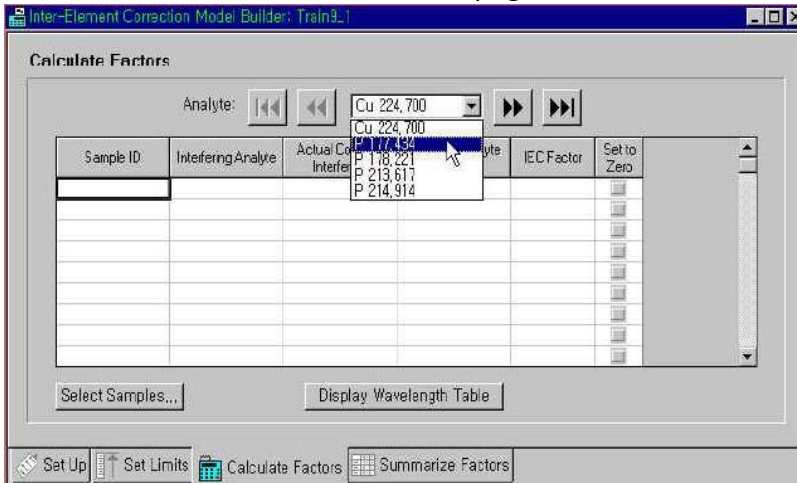 Inter-Element Correction Model Builder: Train9_1
Calculate Factors
Analyte: Cu 224,700
Cu 224,700
P 177,434
P 178,221
P 213,617
P 214,914
Sample ID Interfering Analyte Actual Co Interfer yte IEC Factor Set to Zero
Select Samples... Display Wavelength Table
Set Up Set Limits Calculate Factors Summarize Factors